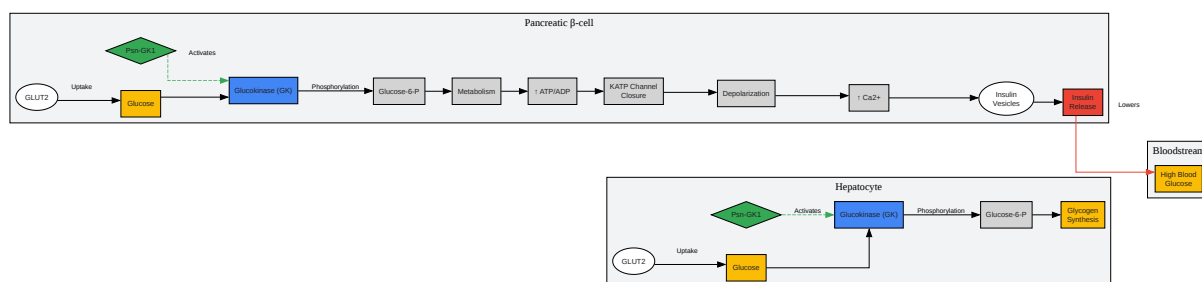 Pancreatic β-cell
Psn-GK1
Activates
GLUT2
Uptake
Glucose
Glucokinase (GK)
Phosphorylation
Glucose-6-P
Metabolism
↑ ATP/ADP
KATP Channel
Closure
Depolarization
↑ Ca2+
Insulin
Vesicles
Insulin
Release
Lowers
Bloodstream
High Blood
Glucose
Hepatocyte
Psn-GK1
Activates
Glucokinase (GK)
Phosphorylation
Glucose-6-P
Glycogen
Synthesis
GLUT2
Uptake
Glucose